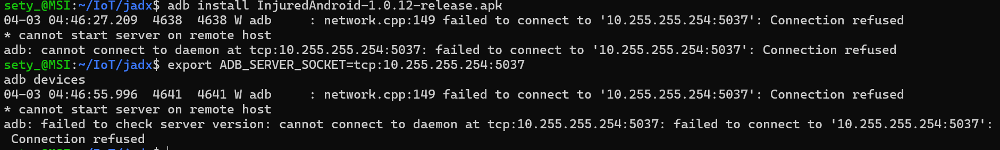 sety_@MSI:~/IoT/jadx$ adb install InjuredAndroid-1.0.12-release.apk
04-03 04:46:27.209  4638  4638 W adb     : network.cpp:149 failed to connect to '10.255.255.254:5037': Connection refused
* cannot start server on remote host
adb: cannot connect to daemon at tcp:10.255.255.254:5037: failed to connect to '10.255.255.254:5037': Connection refused
sety_@MSI:~/IoT/jadx$ export ADB_SERVER_SOCKET=tcp:10.255.255.254:5037
adb devices
04-03 04:46:55.996  4641  4641 W adb     : network.cpp:149 failed to connect to '10.255.255.254:5037': Connection refused
* cannot start server on remote host
adb: failed to check server version: cannot connect to daemon at tcp:10.255.255.254:5037: failed to connect to '10.255.255.254:5037':
 Connection refused
sety_@MSI:~/IoT/jadx$